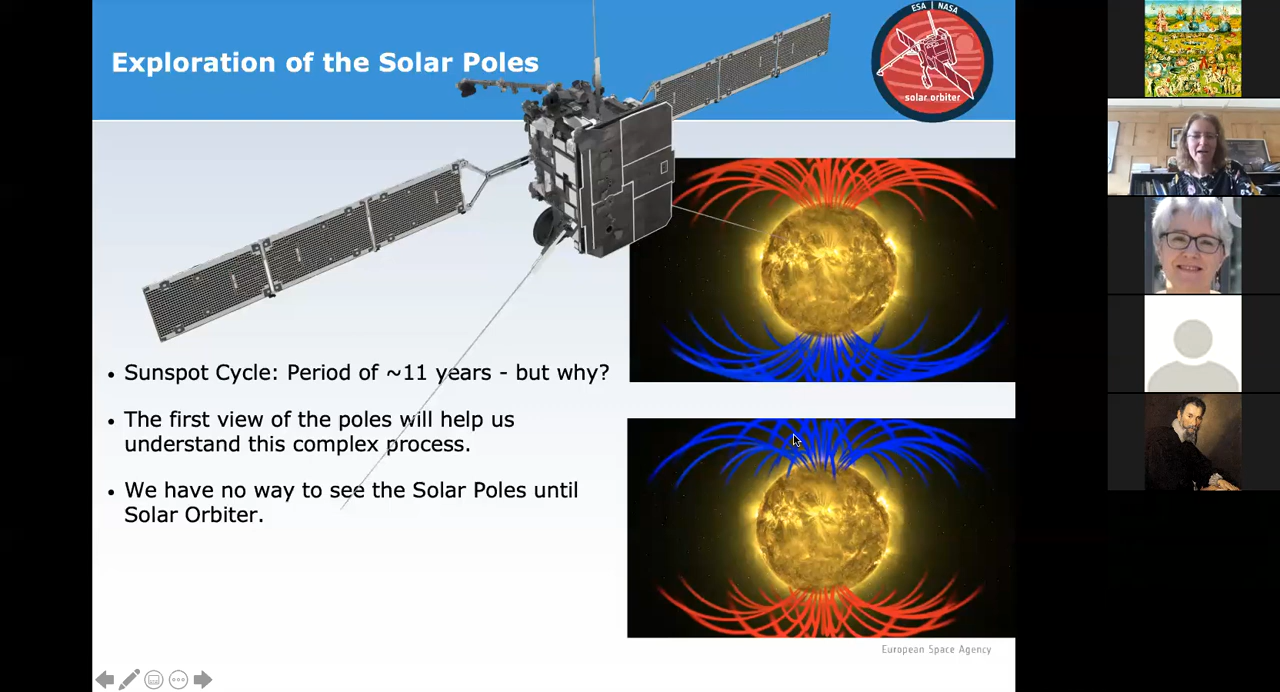 Exploration of the Solar Poles
ESA | NASA
solar orbiter
• Sunspot Cycle: Period of ~11 years - but why?
• The first view of the poles will help us
understand this complex process.
• We have no way to see the Solar Poles until
Solar Orbiter.
European Space Agency